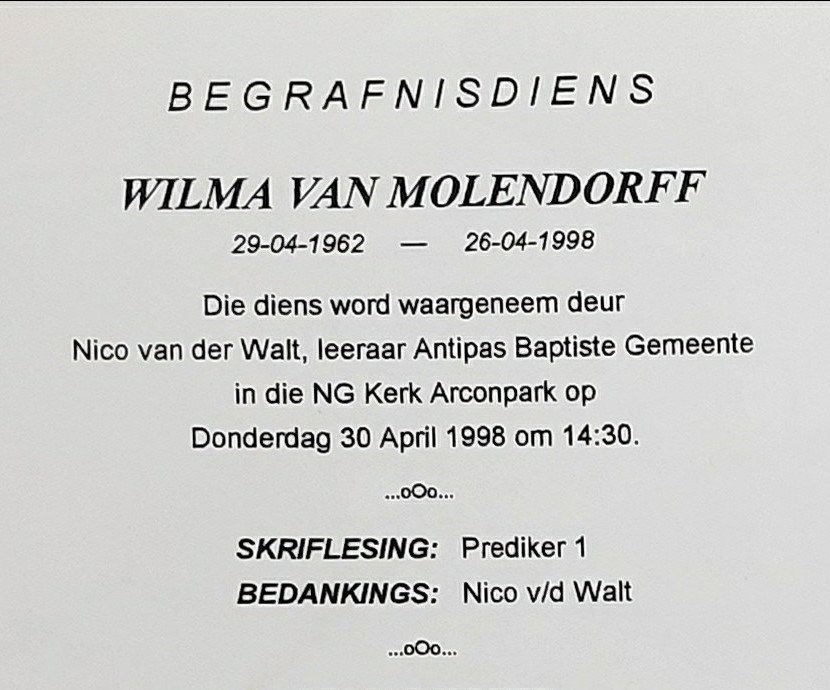 BEGRAFNISDIENS
WILMA VAN MOLENDORFF
29-04-1962 — 26-04-1998
Die diens word waargeneem deur
Nico van der Walt, leeraar Antipas Baptiste Gemeente
in die NG Kerk Arconpark op
Donderdag 30 April 1998 om 14:30.
...oOo...
SKRIFLESING: Prediker 1
BEDANKINGS: Nico v/d Walt
...oOo...